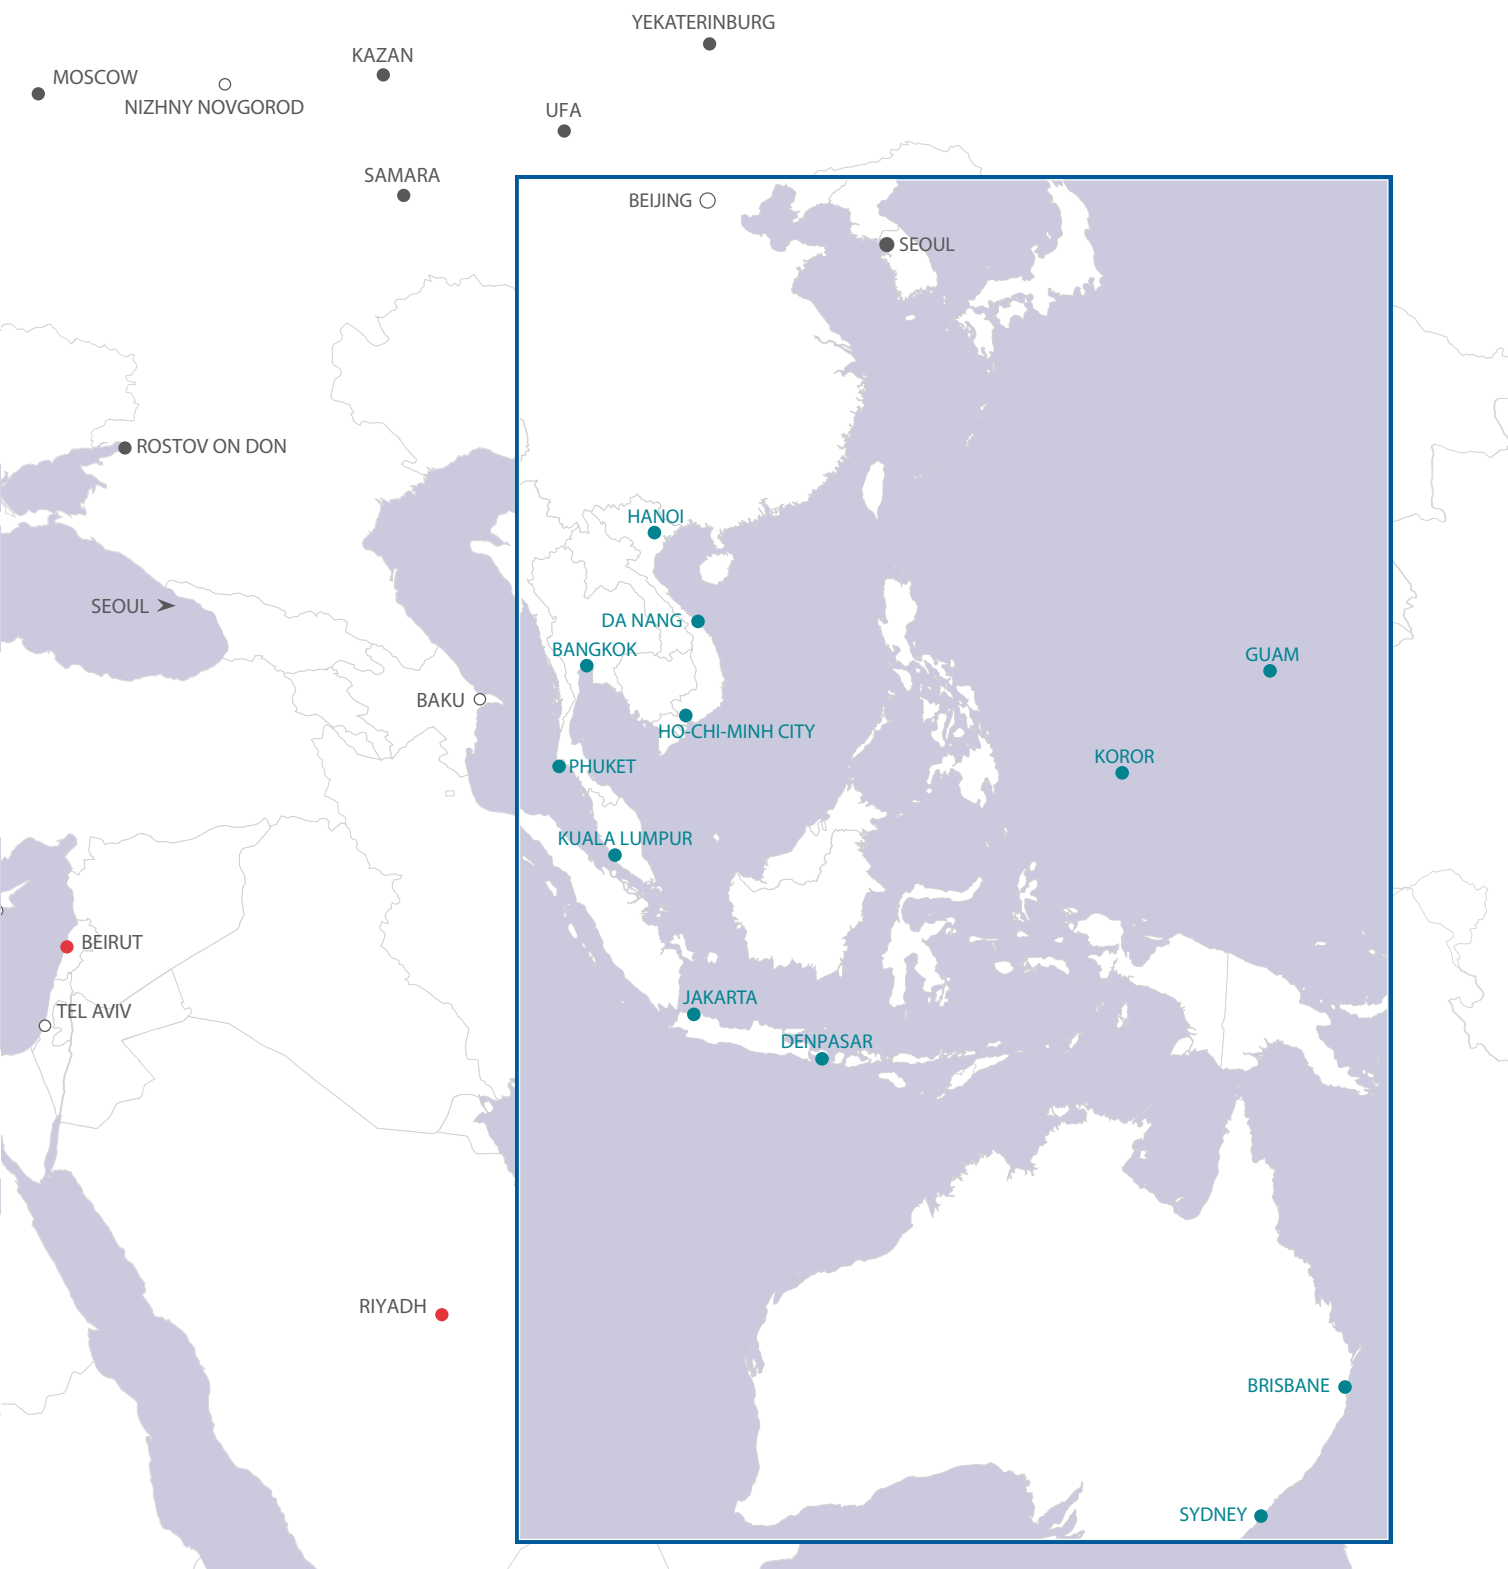 YEKATERINBURG
KAZAN
MOSCOW
NIZHNY NOVGOROD
UFA
SAMARA
BEIJING
SEOUL
ROSTOV ON DON
HANOI
SEOUL
DA NANG
BANGKOK
GUAM
BAKU
HO-CHI-MINH CITY
KOROR
PHUKET
KUALA LUMPUR
BEIRUT
JAKARTA
TEL AVIV
DENPASAR
RIYADH
BRISBANE
SYDNEY